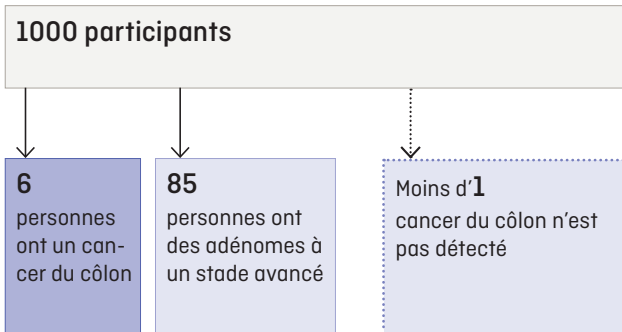 1000 participants
6
personnes
ont un can-
cer du côlon
85
personnes ont
des adénomes à
un stade avancé
Moins d’1
cancer du côlon n’est
pas détecté